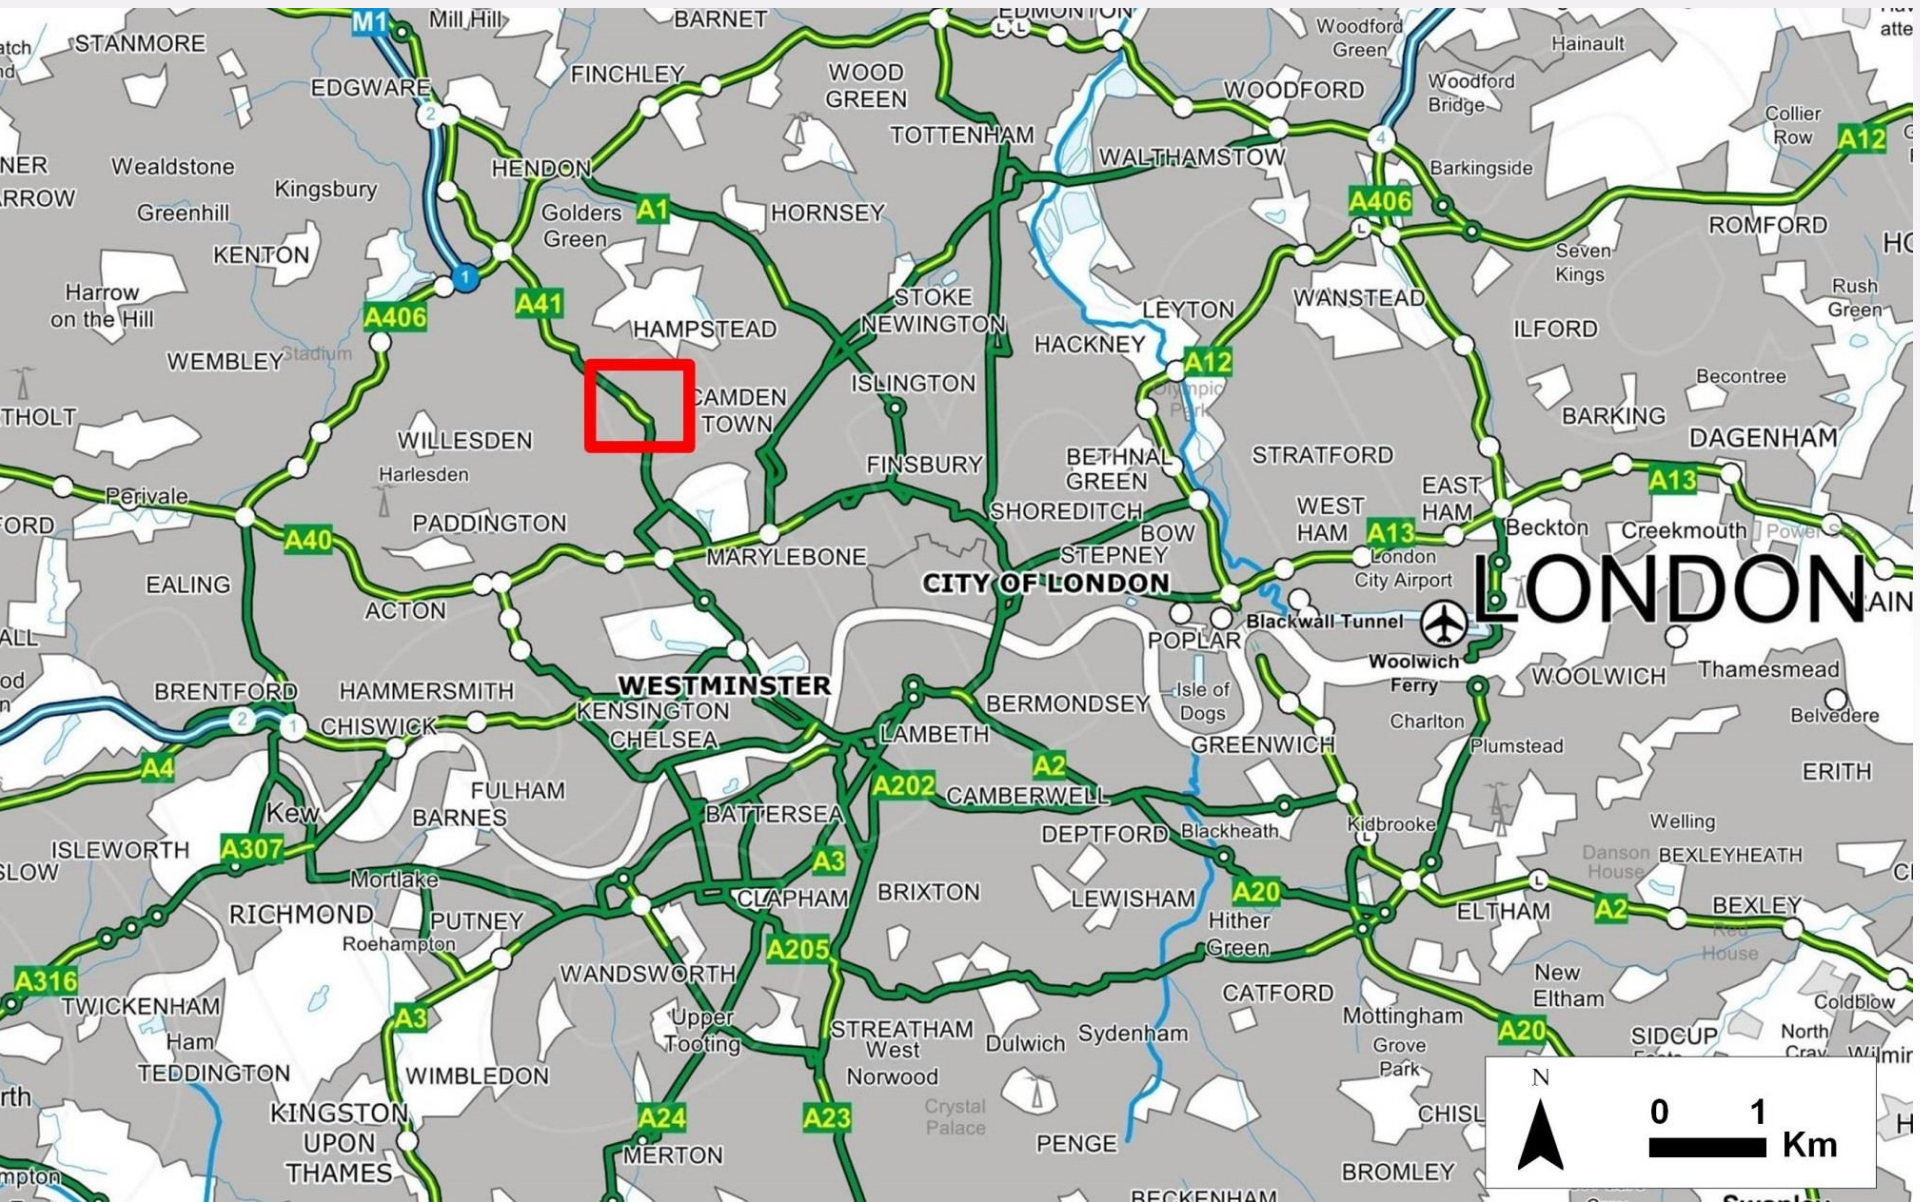 M1
Mill Hill
BARNET
EDMONTON
Woodford
Green
Hainault
STANMORE
EDGWARE
FINCHLEY
WOOD
GREEN
WOODFORD
Woodford
Bridge
2
4
Collier
Row
A12
TOTTENHAM
WALTHAMSTOW
Barkingside
Wealdstone
Kingsbury
HENDON
A1
HORNSEY
A406
ROMFORD
Greenhill
Golders
Green
KENTON
Seven
Kings
Harrow
on the Hill
1
A406
A41
STOKE
NEWINGTON
LEYTON
WANSTEAD
Rush
Green
HAMPSTEAD
HACKNEY
ILFORD
WEMBLEY
Stadium
A12
Olympic
Park
ISLINGTON
Becontree
CAMDEN
TOWN
BARKING
DAGENHAM
WILLESDEN
Harlesden
FINSBURY
BETHNAL
GREEN
STRATFORD
EAST
HAM
A13
Perivale
PADDINGTON
SHOREDITCH
BOW
WEST
HAM
A13
Beckton
Creekmouth
A40
MARYLEBONE
STEPNEY
London
City Airport
CITY OF LONDON
LONDON
EALING
ACTON
POPLAR
Blackwall Tunnel
Woolwich
Ferry
WOOLWICH
Thamesmead
WESTMINSTER
BRENTFORD
HAMMERSMITH
KENSINGTON
BERMONDSEY
Isle of
Dogs
Charlton
Belvedere
2
1
CHISWICK
CHELSEA
LAMBETH
GREENWICH
Plumstead
A4
A2
A202
CAMBERWELL
ERITH
FULHAM
Kew
BARNES
BATTERSEA
DEPTFORD
Blackheath
Kidbrooke
Welling
A307
ISLEWORTH
Mortlake
A3
CLAPHAM
BRIXTON
LEWISHAM
A20
Danson
House
BEXLEYHEATH
RICHMOND
PUTNEY
Roehampton
Hither
Green
ELTHAM
A2
BEXLEY
Red
House
A205
A316
WANDSWORTH
CATFORD
New
Eltham
Coldblow
TWICKENHAM
A3
Upper
Tooting
STREATHAM
West
Norwood
Dulwich
Sydenham
Mottingham
A20
SIDCUP
North
Cray
Ham
TEDDINGTON
WIMBLEDON
Grove
Park
KINGSTON
UPON
THAMES
A24
A23
Crystal
Palace
PENGE
MERTON
BROMLEY
BECKENHAM
N
0 1
Km